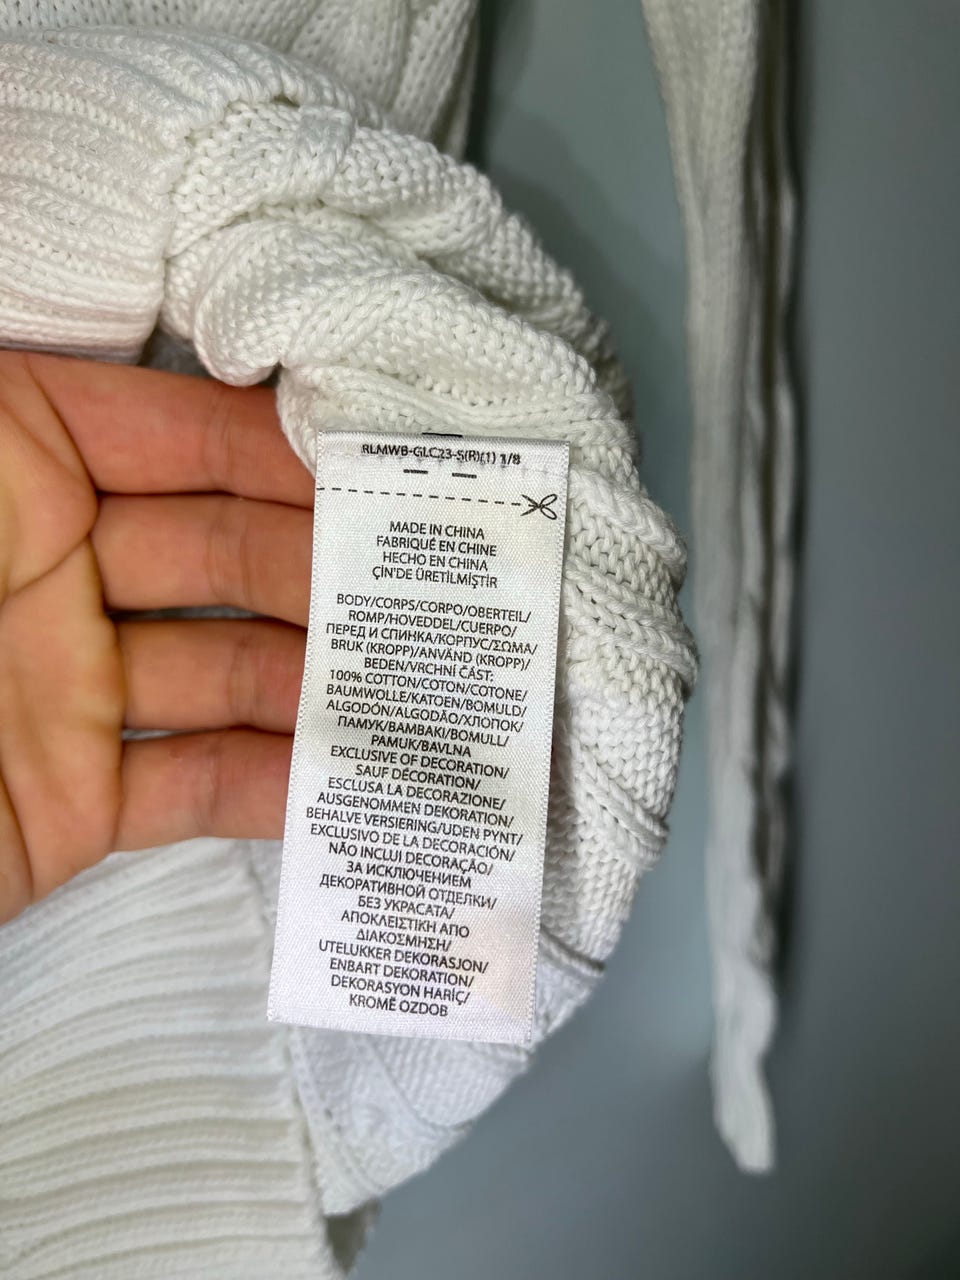 RLMWB-GLC23-S(R)(1) 1/8
MADE IN CHINA
FABRIQUÉ EN CHINE
HECHO EN CHINA
ÇİN'DE ÜRETİLMİŞTİR
BODY/CORPS/CORPO/OBERTEIL/
ROMP/HOVEDDEL/CUERPO/
ПЕРЕД И СПИНКА/КОРПУС/ΣΩΜΑ/
BRUK (KROPP)/ANVÄND (KROPP)/
BEDEN/VRCHNÍ ČÁST:
100% COTTON/COTON/COTONE/
BAUMWOLLE/KATOEN/BOMULD/
ALGODÓN/ALGODÃO/ХЛОПОК/
ПАМУК/ΒΑΜΒΑΚΙ/BOMULL/
PAMUK/BAVLNA
EXCLUSIVE OF DECORATION/
SAUF DÉCORATION/
ESCLUSA LA DECORAZIONE/
AUSGENOMMEN DEKORATION/
BEHALVE VERSIERING/UDEN PYNT/
EXCLUSIVO DE LA DECORACIÓN/
NÃO INCLUI DECORAÇÃO/
ЗА ИСКЛЮЧЕНИЕМ
ДЕКОРАТИВНОЙ ОТДЕЛКИ/
БЕЗ УКРАСАТА/
ΑΠΟΚΛΕΙΣΤΙΚΗ ΑΠΟ
ΔΙΑΚΟΣΜΗΣΗ/
UTELUKKER DEKORASJON/
ENBART DEKORATION/
DEKORASYON HARİÇ/
KROMĚ OZDOB